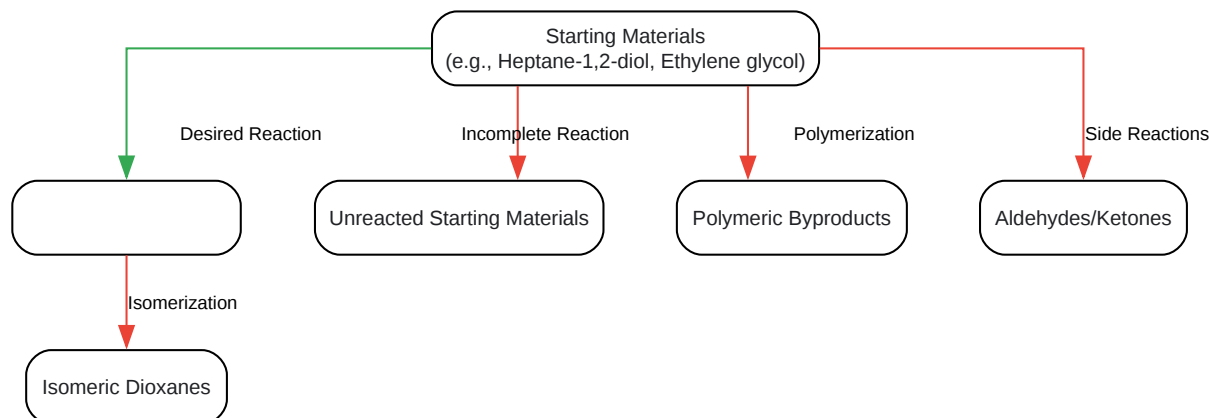 Starting Materials
(e.g., Heptane-1,2-diol, Ethylene glycol)
Desired Reaction
Incomplete Reaction
Polymerization
Side Reactions
Unreacted Starting Materials
Polymeric Byproducts
Aldehydes/Ketones
Isomerization
Isomeric Dioxanes